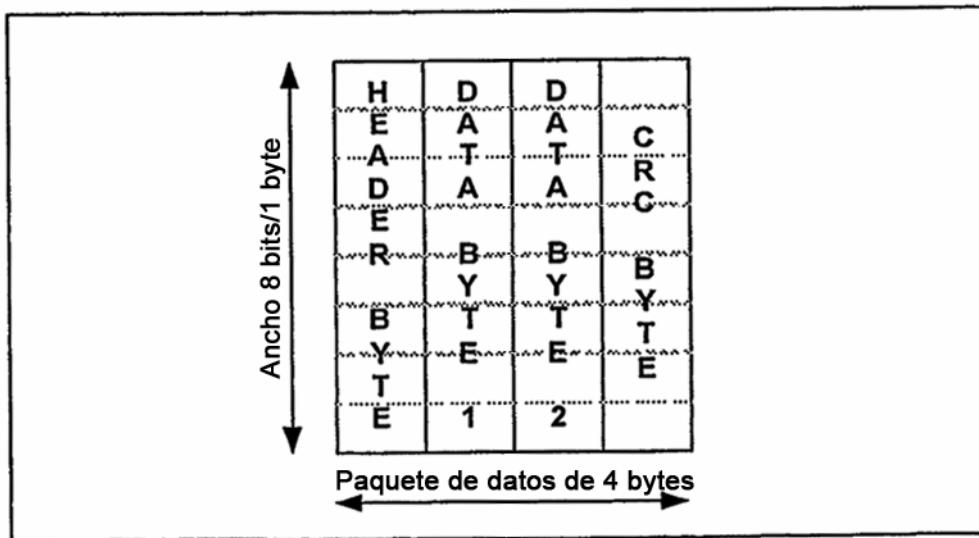 Ancho 8 bits/1 byte
HEADER BYTE
DATA BYTE 1
DATA BYTE 2
CRC BYTE
Paquete de datos de 4 bytes